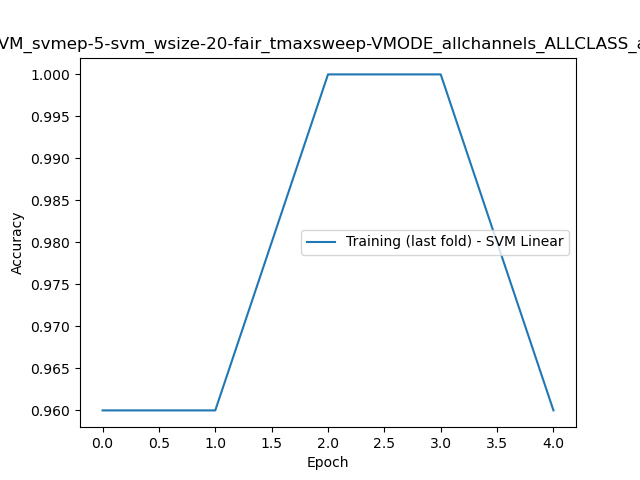 VM_svmep-5-svm_wsize-20-fair_tmaxsweep-VMODE_allchannels_ALLCLASS_a
1.000
0.995
0.990
0.985
0.980
0.975
0.970
0.965
0.960
Accuracy
Training (last fold) - SVM Linear
0.0 0.5 1.0 1.5 2.0 2.5 3.0 3.5 4.0
Epoch